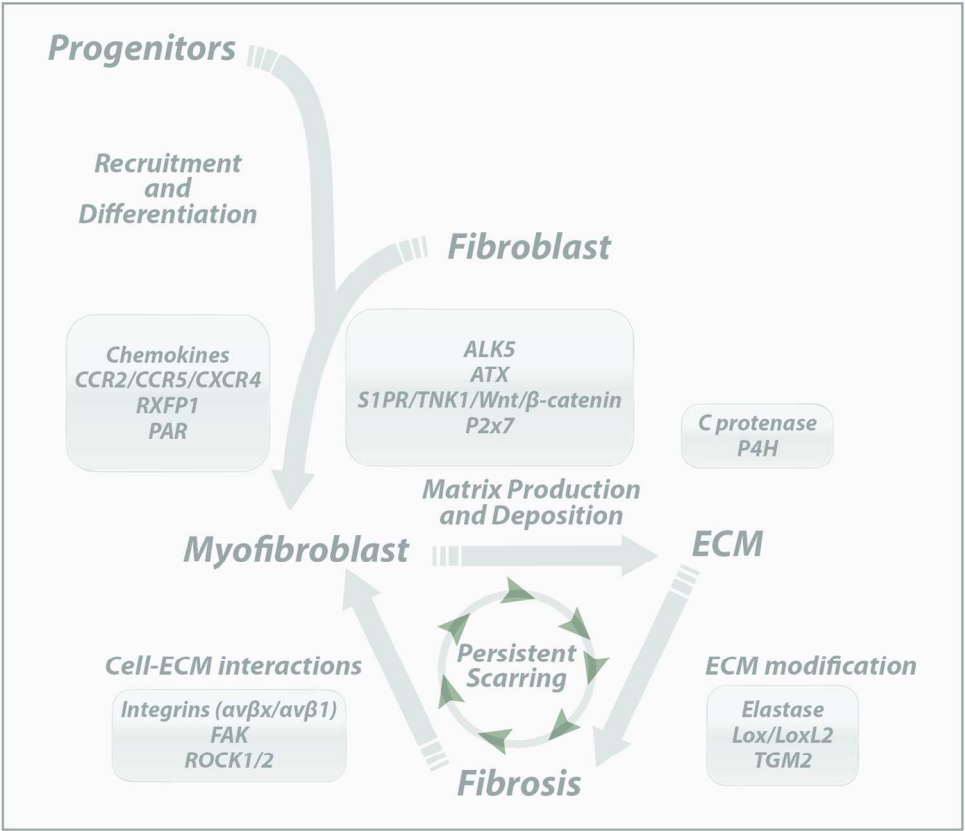 Progenitors
Recruitment
and
Differentiation
Fibroblast
Chemokines
CCR2/CCR5/CXCR4
RXFP1
PAR
ALK5
ATX
S1PR/TNK1/Wnt/β-catenin
P2x7
C protenase
P4H
Matrix Production
and Deposition
Myofibroblast
ECM
Persistent
Scarring
Cell-ECM interactions
Integrins (αvβx/αvβ1)
FAK
ROCK1/2
ECM modification
Elastase
Lox/LoxL2
TGM2
Fibrosis